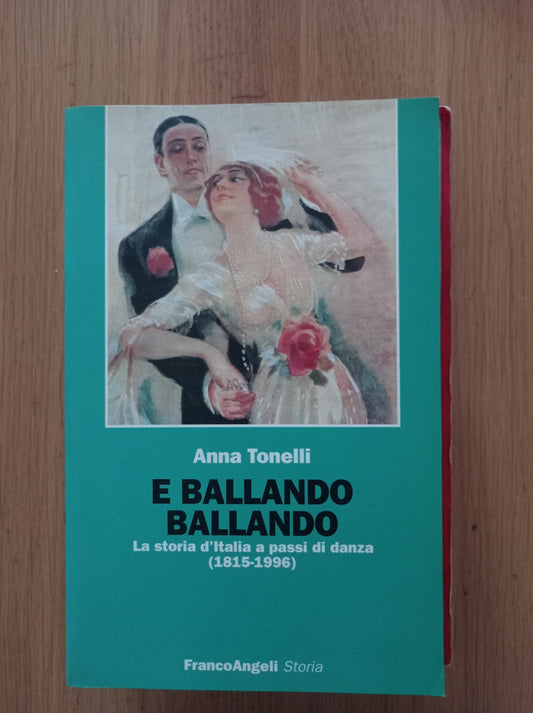 Anna Tonelli
E BALLANDO
BALLANDO
La storia d'Italia a passi di danza
(1815-1996)
FrancoAngeli Storia